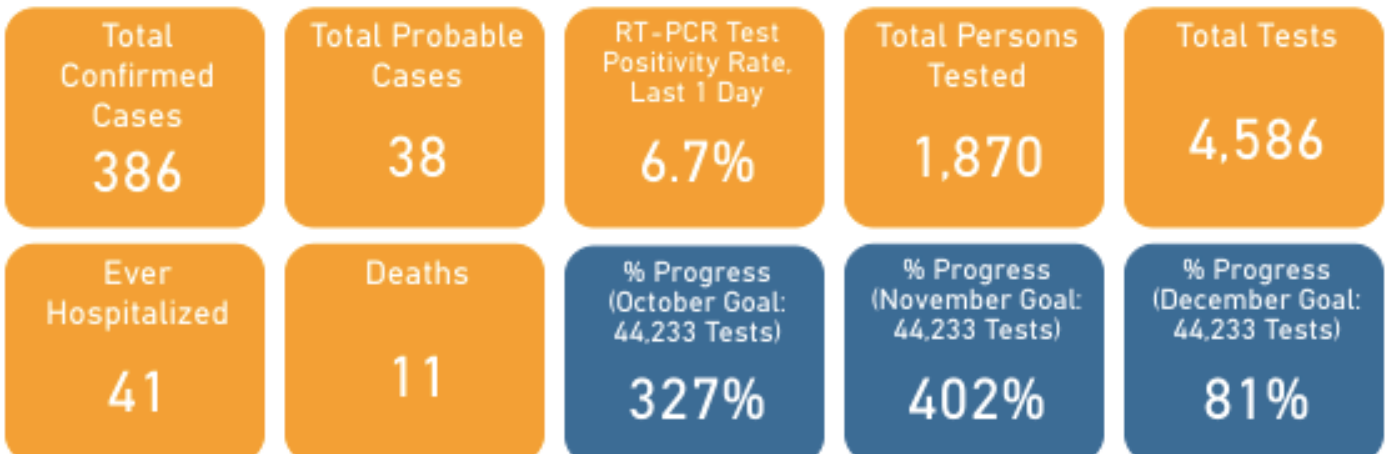 Total
Confirmed
Cases
386
Total Probable
Cases
38
RT-PCR Test
Positivity Rate,
Last 1 Day
6.7%
Total Persons
Tested
1,870
Total Tests
4,586
Ever
Hospitalized
41
Deaths
11
% Progress
(October Goal:
44,233 Tests)
327%
% Progress
(November Goal:
44,233 Tests)
402%
% Progress
(December Goal:
44,233 Tests)
81%